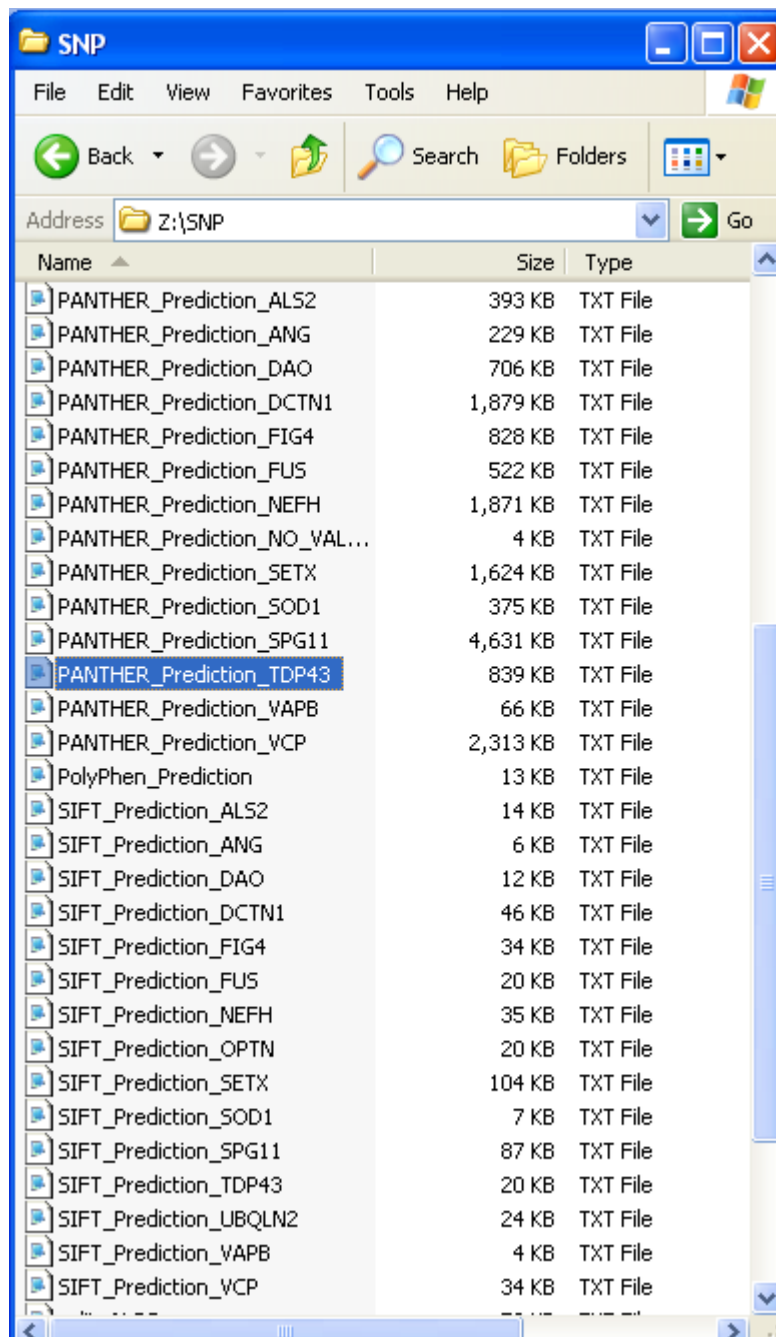 SNP
File Edit View Favorites Tools Help
Back Search Folders
Address Z:\SNP Go
Name Size Type
PANTHER_Prediction_ALS2 393 KB TXT File
PANTHER_Prediction_ANG 229 KB TXT File
PANTHER_Prediction_DAO 706 KB TXT File
PANTHER_Prediction_DCTN1 1,879 KB TXT File
PANTHER_Prediction_FIG4 828 KB TXT File
PANTHER_Prediction_FUS 522 KB TXT File
PANTHER_Prediction_NEFH 1,871 KB TXT File
PANTHER_Prediction_NO_VAL... 4 KB TXT File
PANTHER_Prediction_SETX 1,624 KB TXT File
PANTHER_Prediction_SOD1 375 KB TXT File
PANTHER_Prediction_SPG11 4,631 KB TXT File
PANTHER_Prediction_TDP43 839 KB TXT File
PANTHER_Prediction_VAPB 66 KB TXT File
PANTHER_Prediction_VCP 2,313 KB TXT File
PolyPhen_Prediction 13 KB TXT File
SIFT_Prediction_ALS2 14 KB TXT File
SIFT_Prediction_ANG 6 KB TXT File
SIFT_Prediction_DAO 12 KB TXT File
SIFT_Prediction_DCTN1 46 KB TXT File
SIFT_Prediction_FIG4 34 KB TXT File
SIFT_Prediction_FUS 20 KB TXT File
SIFT_Prediction_NEFH 35 KB TXT File
SIFT_Prediction_OPTN 20 KB TXT File
SIFT_Prediction_SETX 104 KB TXT File
SIFT_Prediction_SOD1 7 KB TXT File
SIFT_Prediction_SPG11 87 KB TXT File
SIFT_Prediction_TDP43 20 KB TXT File
SIFT_Prediction_UBQLN2 24 KB TXT File
SIFT_Prediction_VAPB 4 KB TXT File
SIFT_Prediction_VCP 34 KB TXT File